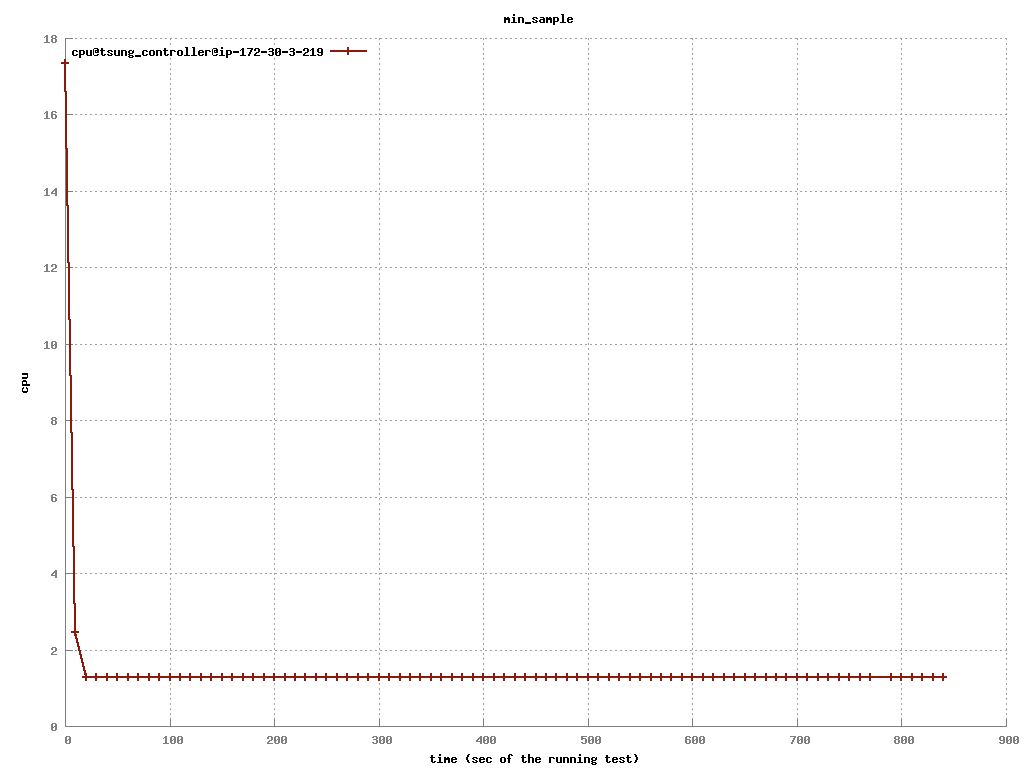 min_sample
cpu@tsung_controller@ip-172-30-3-219
18
16
14
12
10
8
6
4
2
0
cpu
0 100 200 300 400 500 600 700 800 900
time (sec of the running test)